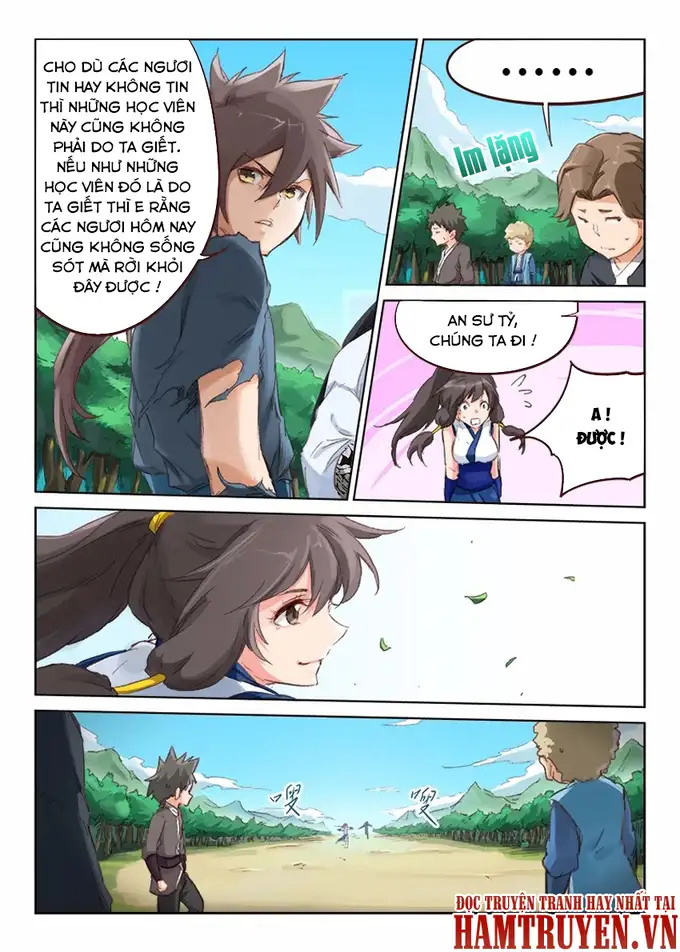 CHO DÙ CÁC NGƯƠI
TIN HAY KHÔNG TIN
THÌ NHỮNG HỌC VIÊN
NÀY CŨNG KHÔNG
PHẢI DO TA GIẾT.
NẾU NHƯ NHỮNG
HỌC VIÊN ĐÓ LÀ DO
TA GIẾT THÌ E RẰNG
CÁC NGƯƠI HÔM NAY
CŨNG KHÔNG SỐNG
SÓT MÀ RỜI KHỎI
ĐÂY ĐƯỢC !
......
Im lặng
AN SƯ TỶ,
CHÚNG TA ĐI !
A !
ĐƯỢC !
嗖
嗖
ĐỌC TRUYỆN TRANH HAY NHẤT TẠI
HAMTRUYEN.VN